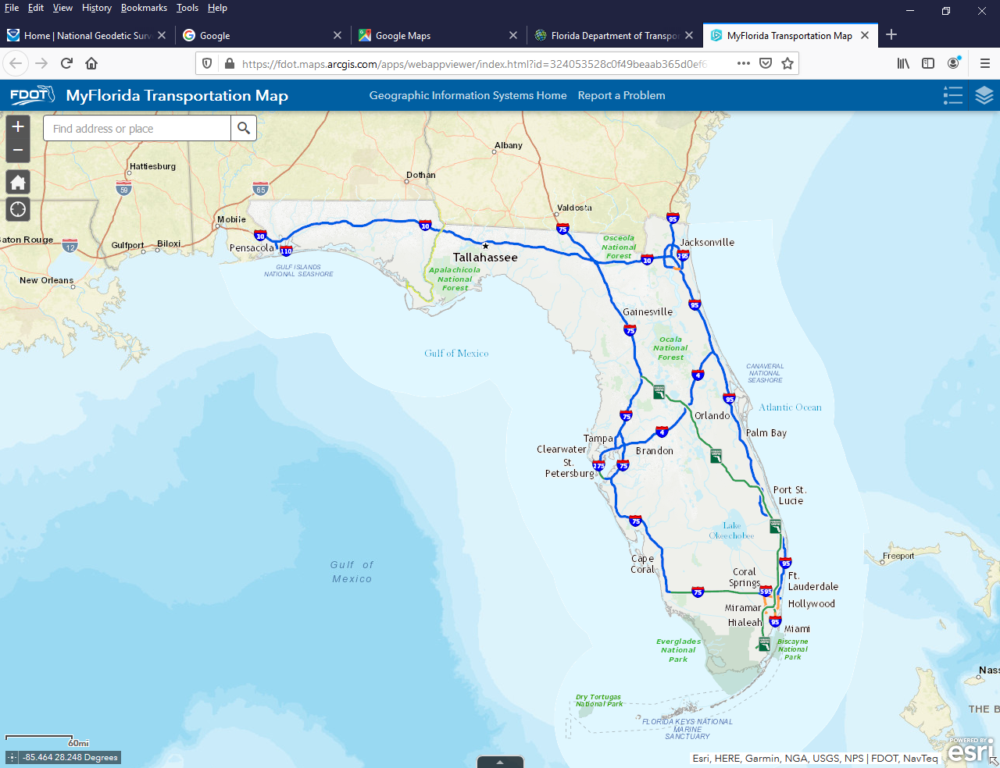 File Edit View History Bookmarks Tools Help
Home | National Geodetic Surv
Google
Google Maps
Florida Department of Transpor
MyFlorida Transportation Map
https://fdot.maps.arcgis.com/apps/webappviewer/index.html?id=324053528c0f49beaab365d0ef6
FDOT
MyFlorida Transportation Map
Geographic Information Systems Home
Report a Problem
Find address or place
Albany
Hattiesburg
Dothan
59
65
Valdosta
Mobile
95
10
75
10
Osceola
National
Forest
Baton Rouge
12
Gulfport
Biloxi
Pensacola
110
Tallahassee
Jacksonville
10
295
GULF ISLANDS
NATIONAL SEASHORE
Apalachicola
National
Forest
New Orleans
95
Gainesville
75
Ocala
National
Forest
Gulf of Mexico
CANAVERAL
NATIONAL
SEASHORE
4
95
Atlantic Ocean
75
Orlando
4
Palm Bay
Tampa
Clearwater
Brandon
St.
Petersburg
175
75
Port St.
Lucie
75
Lake
Okeechobee
Cape
Coral
Gulf of
Mexico
95
Freeport
Coral
Springs
Ft.
Lauderdale
75
595
Miramar
Hollywood
Hialeah
95
Miami
Everglades
National
Park
Biscayne
National
Park
Nass
Dry Tortugas
National Park
THE B
FLORIDA KEYS NATIONAL
MARINE
SANCTUARY
60mi
-85.464 28.248 Degrees
Esri, HERE, Garmin, NGA, USGS, NPS | FDOT, NavTeq
POWERED BY
esri